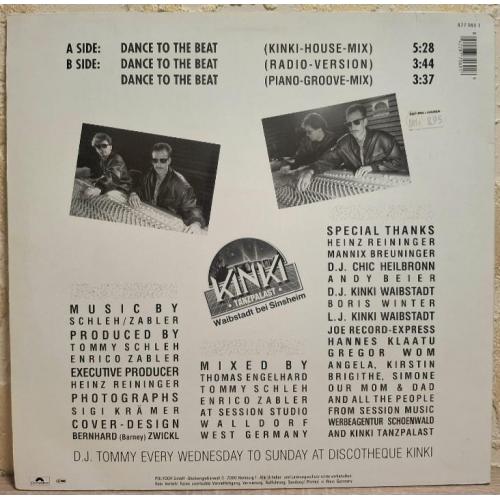 877 985 1
A SIDE: DANCE TO THE BEAT (KINKI-HOUSE-MIX) 5:28
B SIDE: DANCE TO THE BEAT (RADIO-VERSION) 3:44
DANCE TO THE BEAT (PIANO-GROOVE-MIX) 3:37
8.95
KINKI
TANZPALAST
Waibstadt bei Sinsheim
MUSIC BY
SCHLEH/ZABLER
PRODUCED BY
TOMMY SCHLEH
ENRICO ZABLER
EXECUTIVE PRODUCER
HEINZ REININGER
PHOTOGRAPHS
SIGI KRÄMER
COVER-DESIGN
BERNHARD (Barney) ZWICKL
MIXED BY
THOMAS ENGELHARD
TOMMY SCHLEH
ENRICO ZABLER
AT SESSION STUDIO
WALLDORF
WEST GERMANY
SPECIAL THANKS
HEINZ REININGER
MANNIX BREUNINGER
D.J. CHIC HEILBRONN
ANDY BEIER
D.J. KINKI WAIBSTADT
BORIS WINTER
L.J. KINKI WAIBSTADT
JOE RECORD-EXPRESS
HANNES KLAATU
GREGOR WOM
ANGELA, KIRSTIN
BRIGITHE, SIMONE
OUR MOM & DAD
AND ALL THE PEOPLE
FROM SESSION STUDIO
WERBEAGENTUR SCHOENWALD
AND KINKI TANZPALAST
D.J. TOMMY EVERY WEDNESDAY TO SUNDAY AT DISCOTHEQUE KINKI